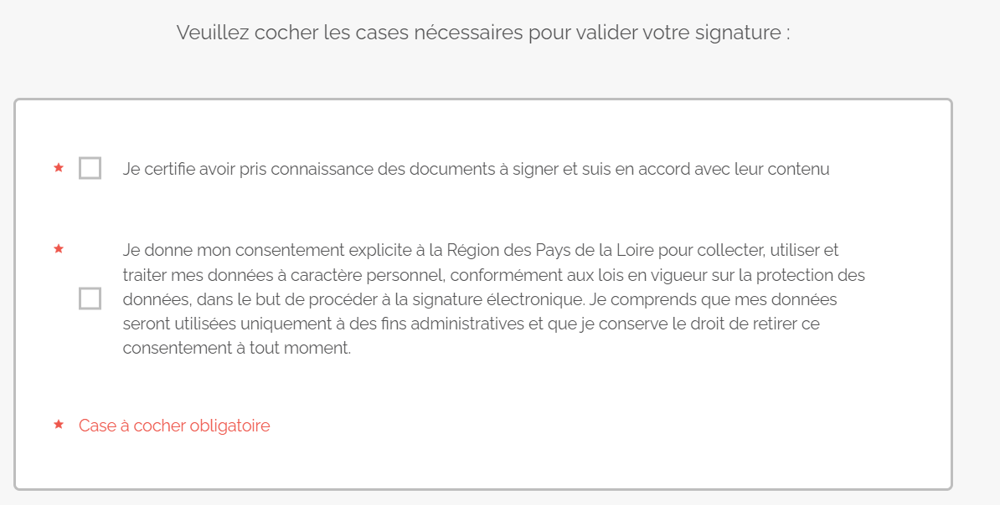 Veuillez cocher les cases nécessaires pour valider votre signature :
Je certifie avoir pris connaissance des documents à signer et suis en accord avec leur contenu
Je donne mon consentement explicite à la Région des Pays de la Loire pour collecter, utiliser et
traiter mes données à caractère personnel, conformément aux lois en vigueur sur la protection des
données, dans le but de procéder à la signature électronique. Je comprends que mes données
seront utilisées uniquement à des fins administratives et que je conserve le droit de retirer ce
consentement à tout moment.
Case à cocher obligatoire